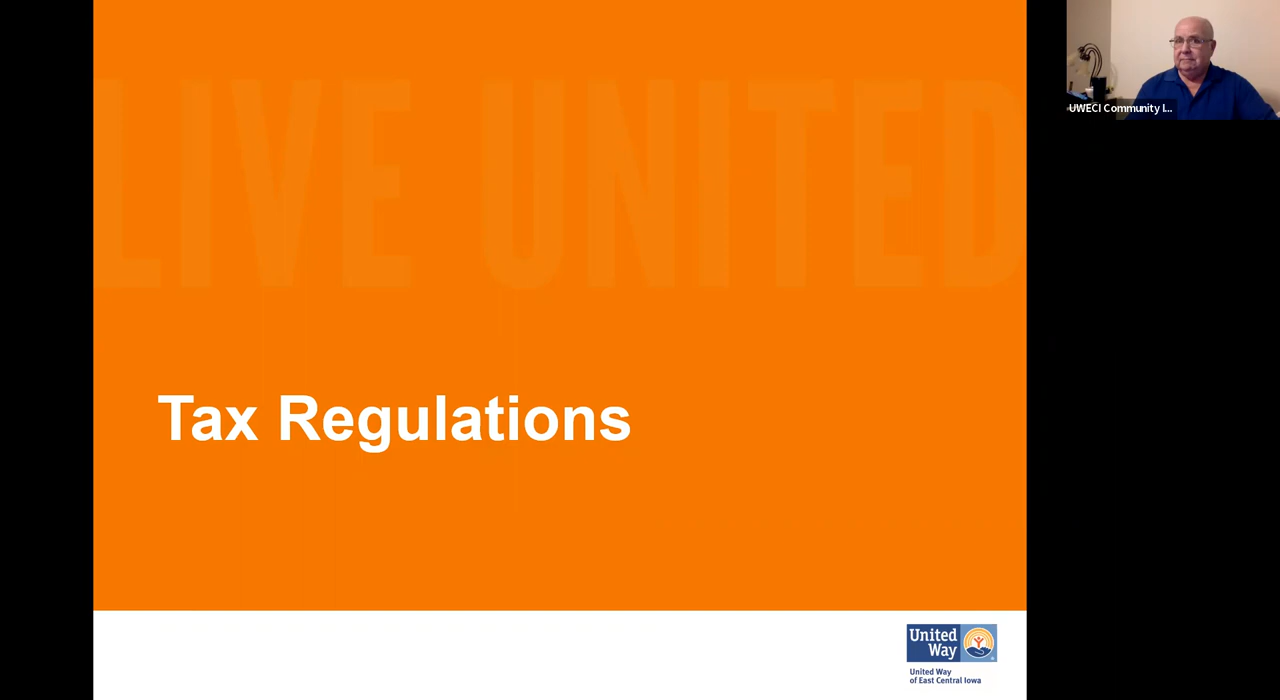 LIVE UNITED
Tax Regulations
United
Way
United Way
of East Central Iowa
UWECI Community I...